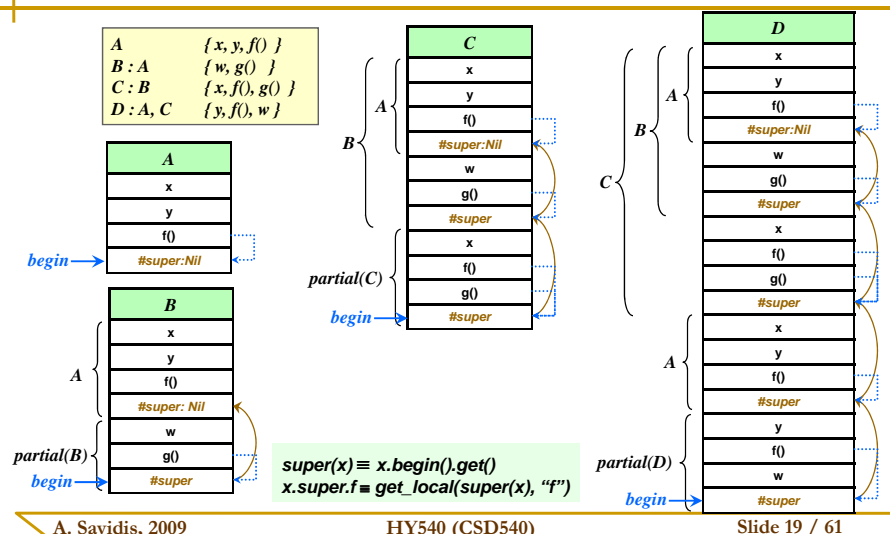 A { x, y, f() }
B : A { w, g() }
C : B { x, f(), g() }
D : A, C { y, f(), w }
A
x
y
f()
#super:Nil
begin
B
x
y
f()
#super: Nil
w
g()
#super
A
partial(B)
begin
C
x
y
f()
#super:Nil
w
g()
#super
x
f()
g()
#super
A
B
partial(C)
begin
D
x
y
f()
#super:Nil
w
g()
#super
x
f()
g()
#super
x
y
f()
#super
y
f()
w
#super
A
B
C
A
partial(D)
begin
super(x) ≡ x.begin().get()
x.super.f ≡ get_local(super(x), “f”)
A. Savidis, 2009
HY540 (CSD540)
Slide 19 / 61